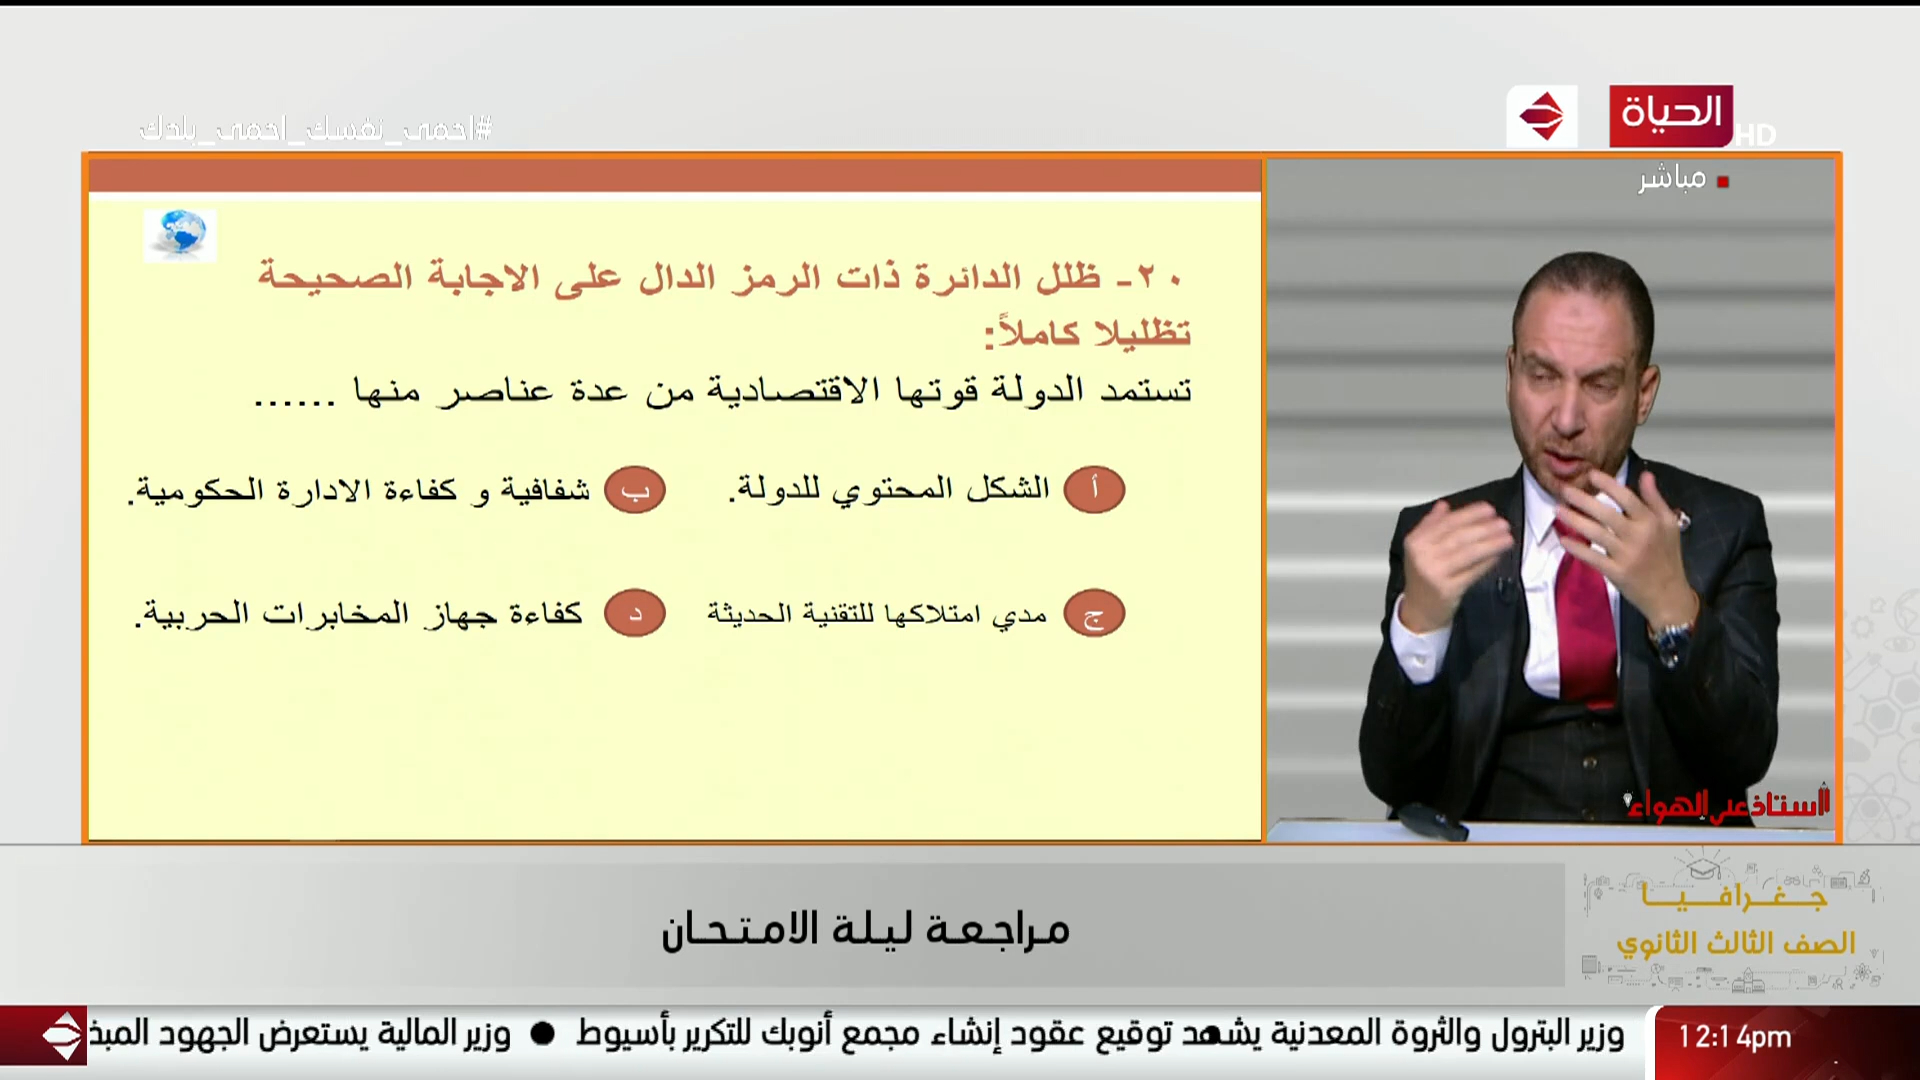 #احمى_نفسك_احمى_بلدك
الحياة
HD
مباشر
٢٠- ظلل الدائرة ذات الرمز الدال على الاجابة الصحيحة
تظليلا كاملاً:
تستمد الدولة قوتها الاقتصادية من عدة عناصر منها ......
أ الشكل المحتوي للدولة.
ب شفافية و كفاءة الادارة الحكومية.
ج مدي امتلاكها للتقنية الحديثة
د كفاءة جهاز المخابرات الحربية.
أستاذ على الهواء
جغرافيا
الصف الثالث الثانوي
مراجعة ليلة الامتحان
وزير البترول والثروة المعدنية يشهد توقيع عقود إنشاء مجمع أنوبك للتكرير بأسيوط ● وزير المالية يستعرض الجهود المبذ
12:14pm